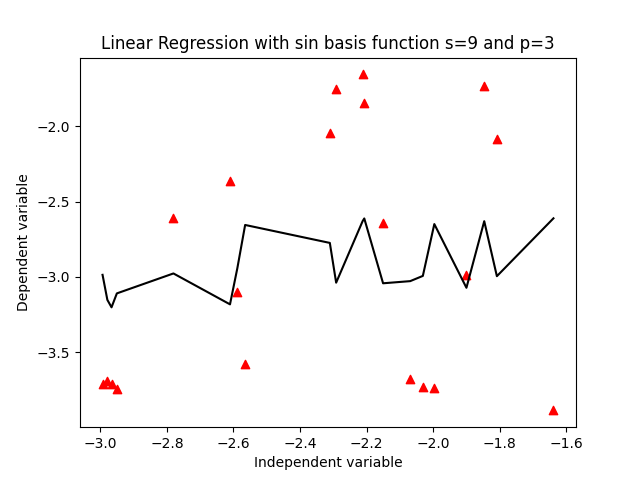 Linear Regression with sin basis function s=9 and p=3
−2.0
−2.5
−3.0
−3.5
Dependent variable
−3.0 −2.8 −2.6 −2.4 −2.2 −2.0 −1.8 −1.6
Independent variable